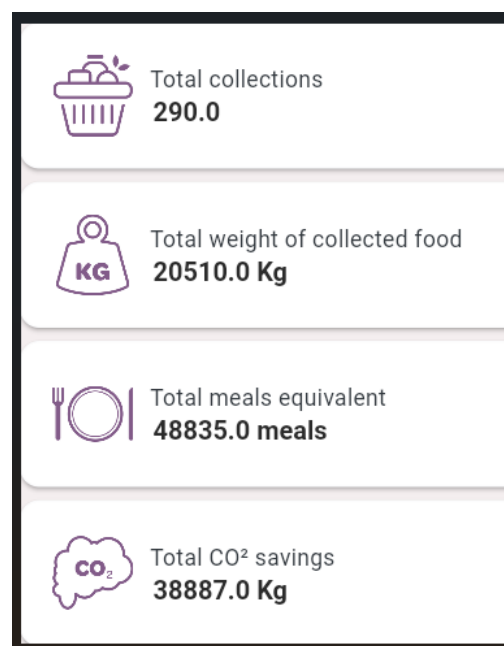 Total collections
290.0
KG
Total weight of collected food
20510.0 Kg
Total meals equivalent
48835.0 meals
CO₂
Total CO² savings
38887.0 Kg